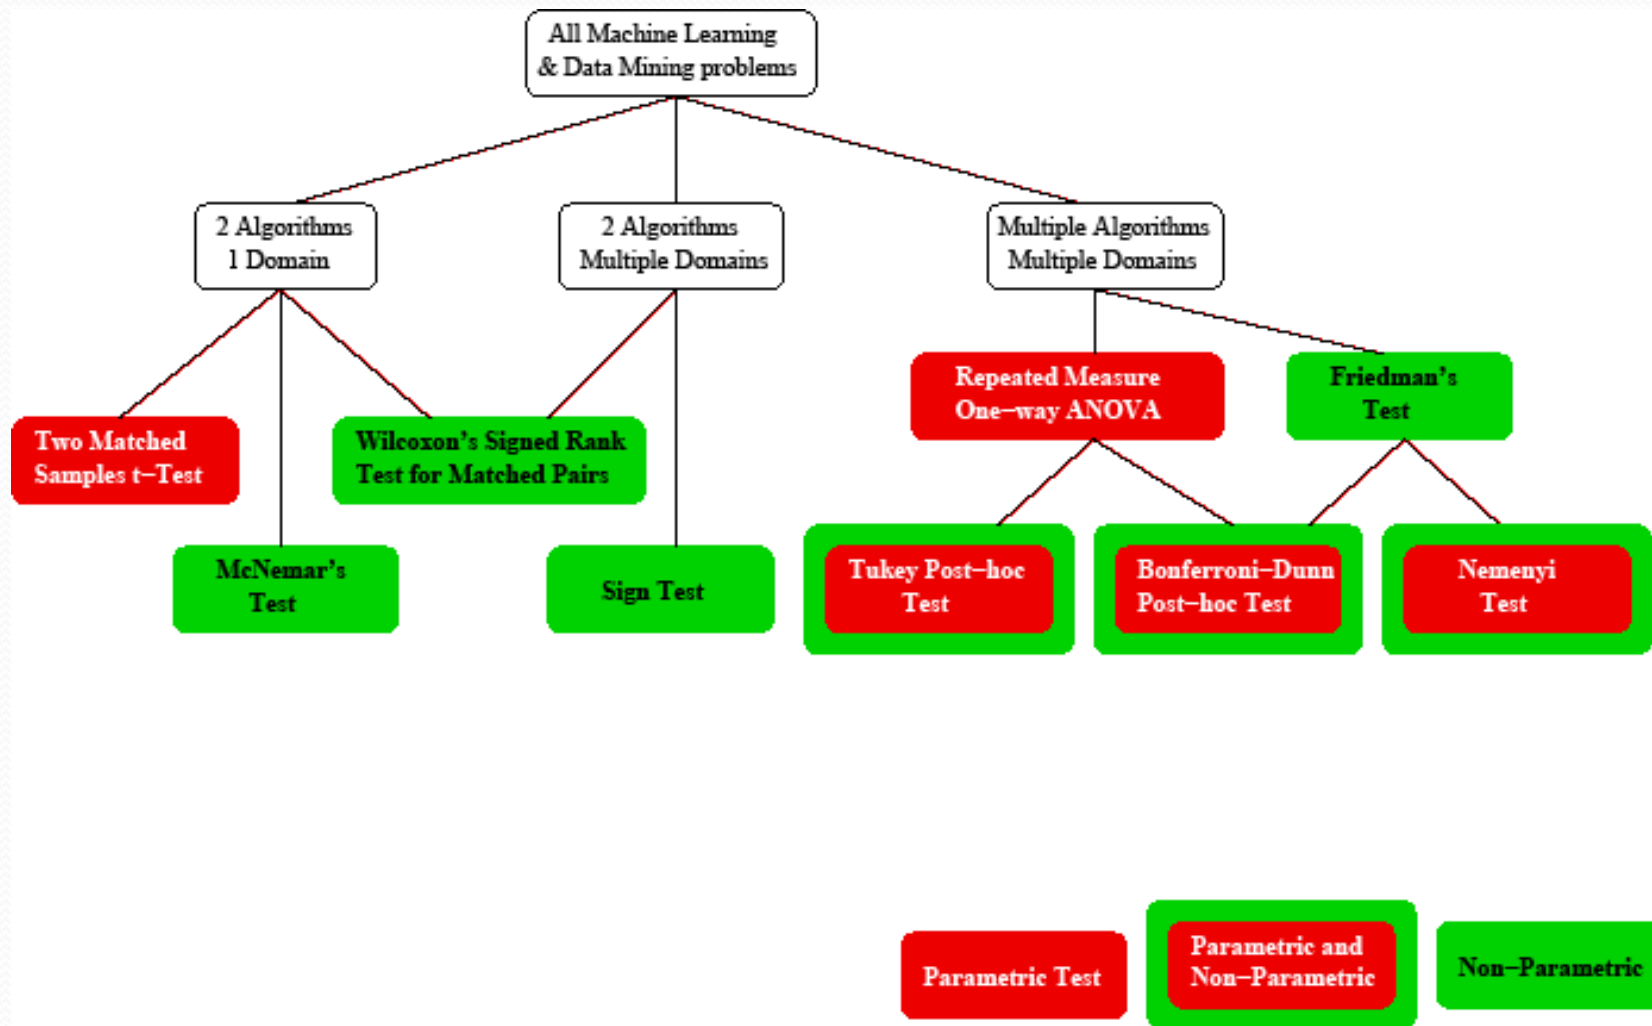 All Machine Learning
& Data Mining problems
2 Algorithms
1 Domain
2 Algorithms
Multiple Domains
Multiple Algorithms
Multiple Domains
Repeated Measure
One−way ANOVA
Friedman's
Test
Two Matched
Samples t−Test
Wilcoxon's Signed Rank
Test for Matched Pairs
McNemar's
Test
Sign Test
Tukey Post−hoc
Test
Bonferroni−Dunn
Post−hoc Test
Nemenyi
Test
Parametric Test
Parametric and
Non−Parametric
Non−Parametric